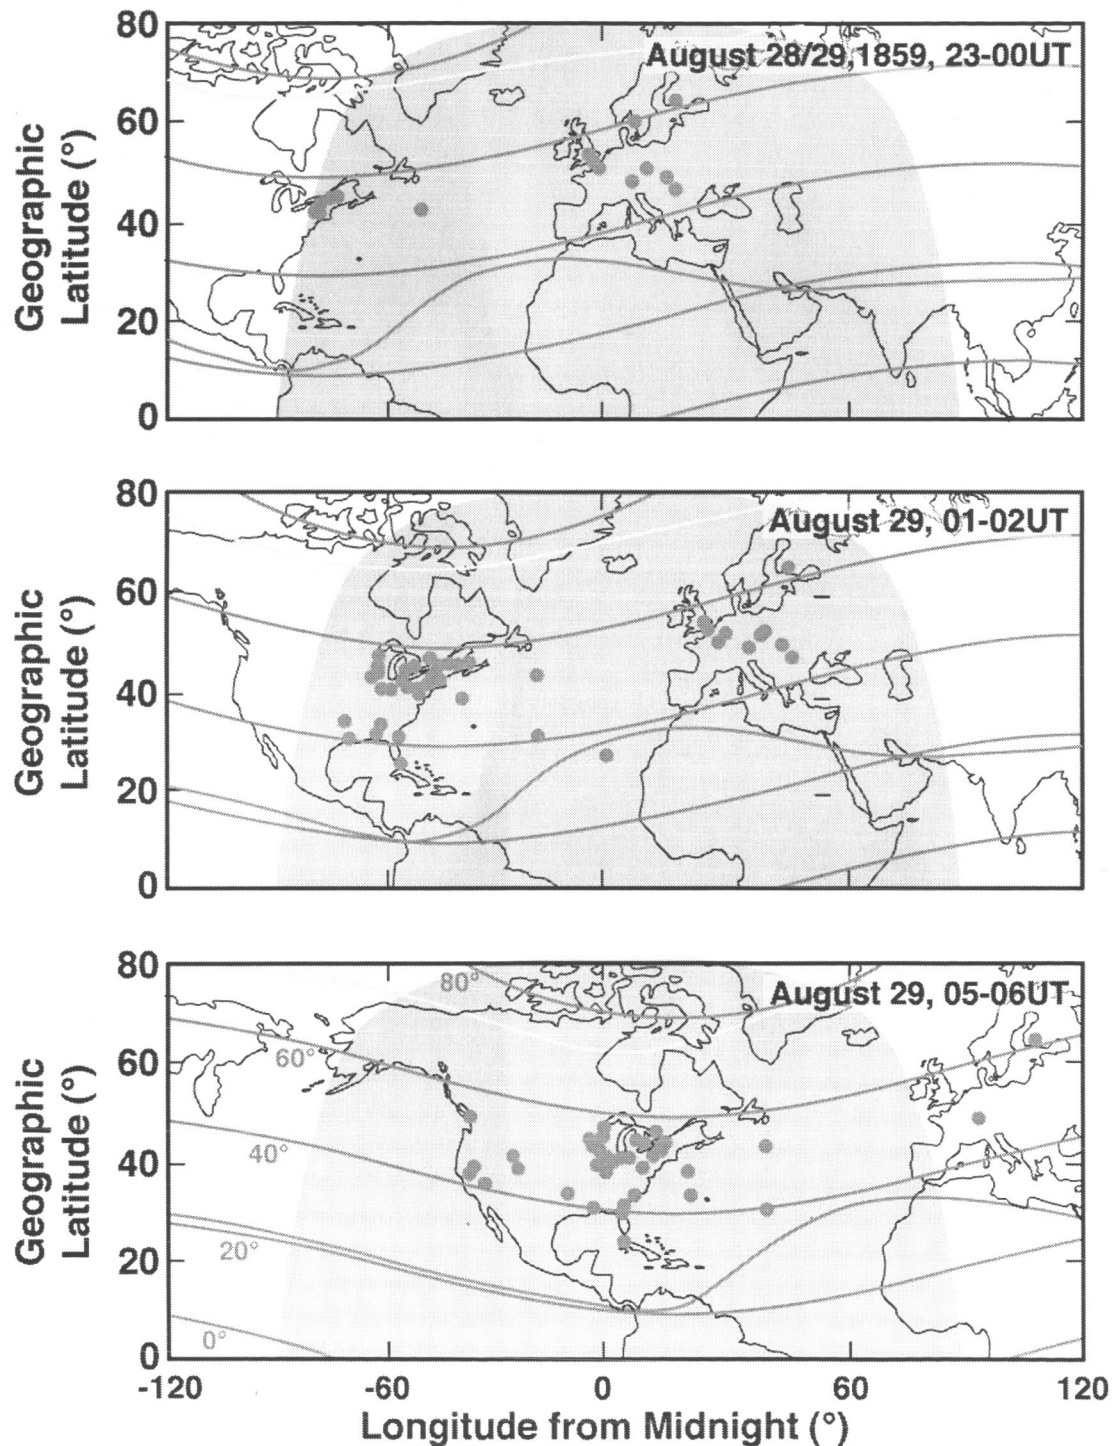 80
60
40
20
0
Geographic
Latitude (°)
August 28/29,1859, 23-00UT
80
60
40
20
0
Geographic
Latitude (°)
August 29, 01-02UT
80
60
40
20
0
Geographic
Latitude (°)
August 29, 05-06UT
80°
60°
40°
20°
0°
-120
-60
0
60
120
Longitude from Midnight (°)